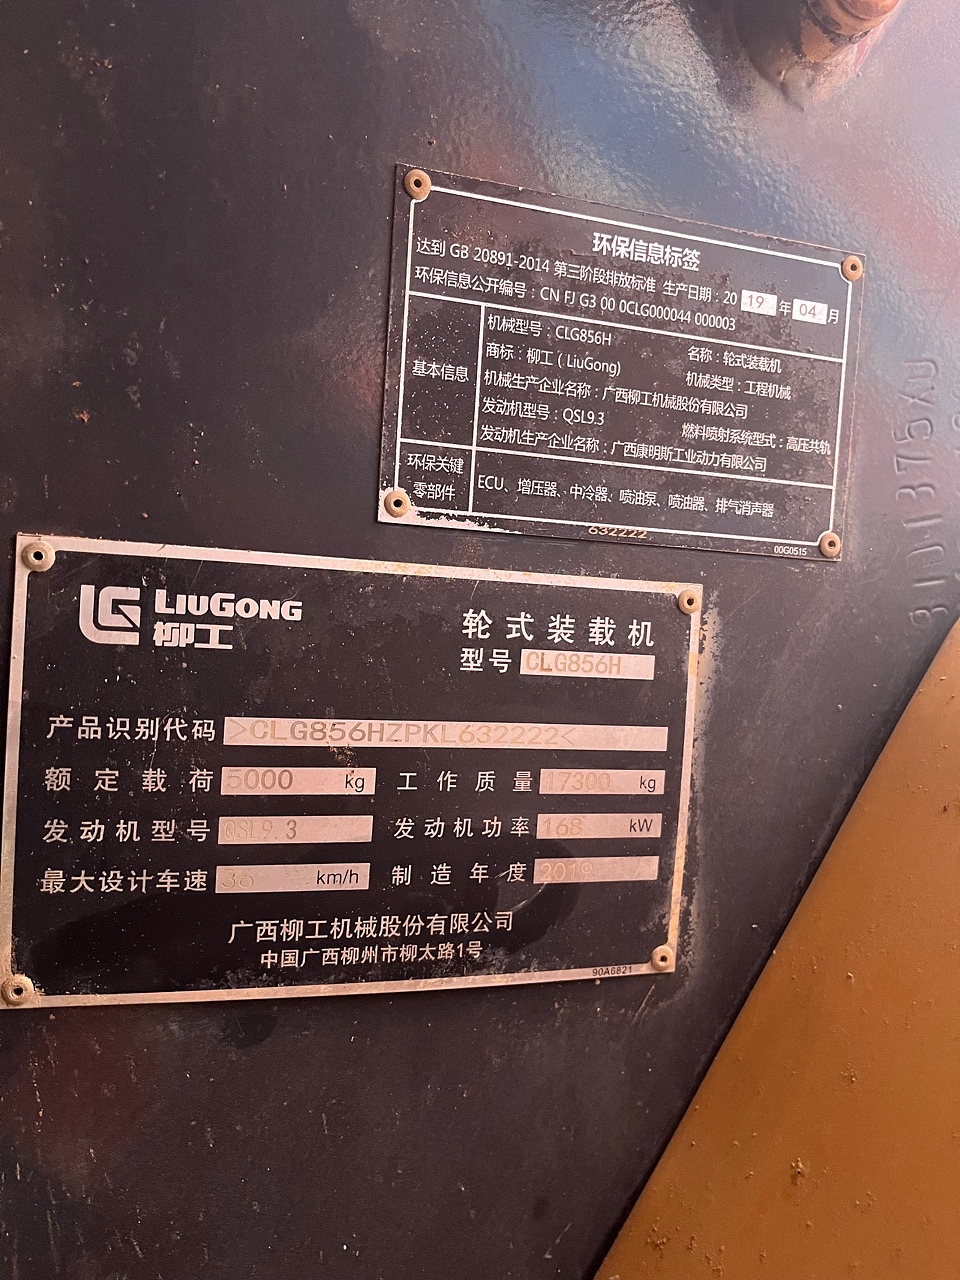 环保信息标签
达到 GB 20891-2014 第三阶段排放标准 生产日期：20 19 年 04 月
环保信息公开编号：CN FJ G3 00 0CLG000044 000003
基本信息
机械型号：CLG856H 名称：轮式装载机
商标：柳工（LiuGong） 机械类型：工程机械
机械生产企业名称：广西柳工机械股份有限公司
发动机型号：QSL9.3 燃料喷射系统型式：高压共轨
发动机生产企业名称：广西康明斯工业动力有限公司
环保关键
零部件
ECU、增压器、中冷器、喷油泵、喷油器、排气消声器
632222
00G0515
LG LIUGONG
柳工
轮式装载机
型号 CLG856H
产品识别代码 >CLG856HZPKL632222<
额定载荷 5000 kg 工作质量 17300 kg
发动机型号 QSL9.3 发动机功率 168 kW
最大设计车速 36 km/h 制造年度 2019
广西柳工机械股份有限公司
中国广西柳州市柳太路1号
90A6821